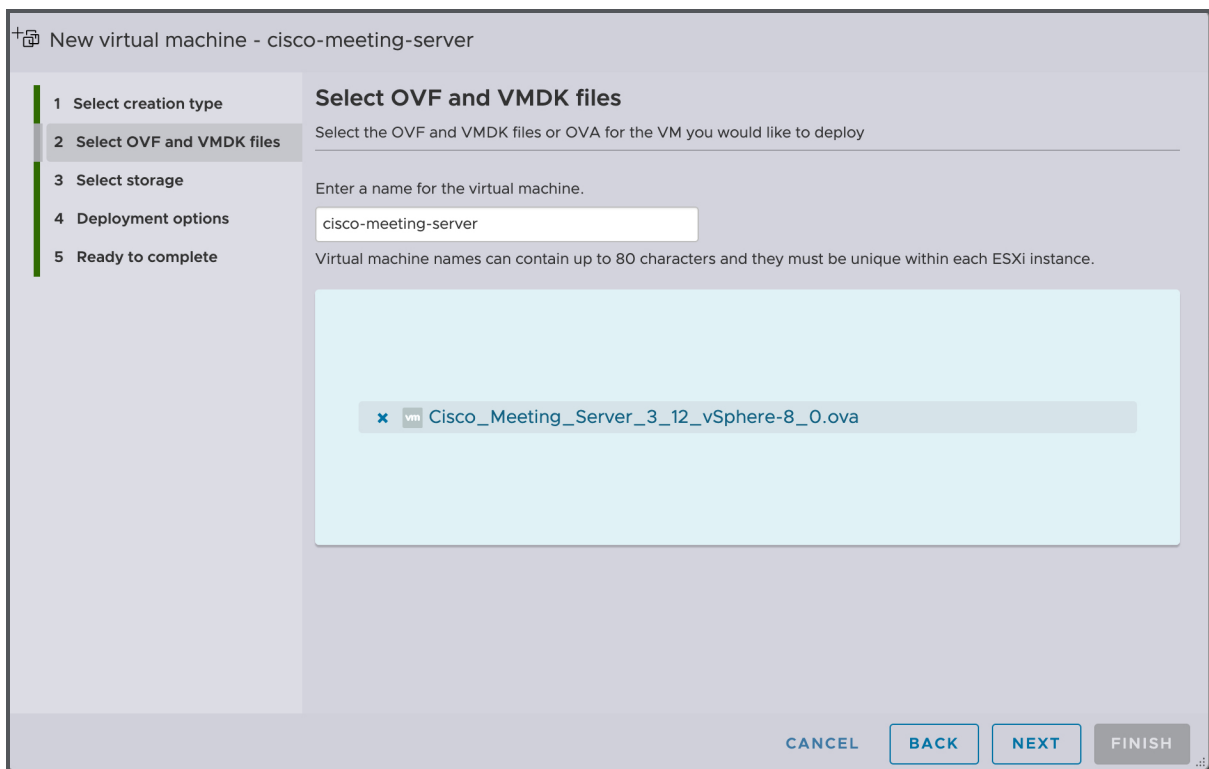 New virtual machine - cisco-meeting-server
1 Select creation type
2 Select OVF and VMDK files
3 Select storage
4 Deployment options
5 Ready to complete
Select OVF and VMDK files
Select the OVF and VMDK files or OVA for the VM you would like to deploy
Enter a name for the virtual machine.
cisco-meeting-server
Virtual machine names can contain up to 80 characters and they must be unique within each ESXi instance.
vm Cisco_Meeting_Server_3_12_vSphere-8_0.ova
CANCEL BACK NEXT FINISH